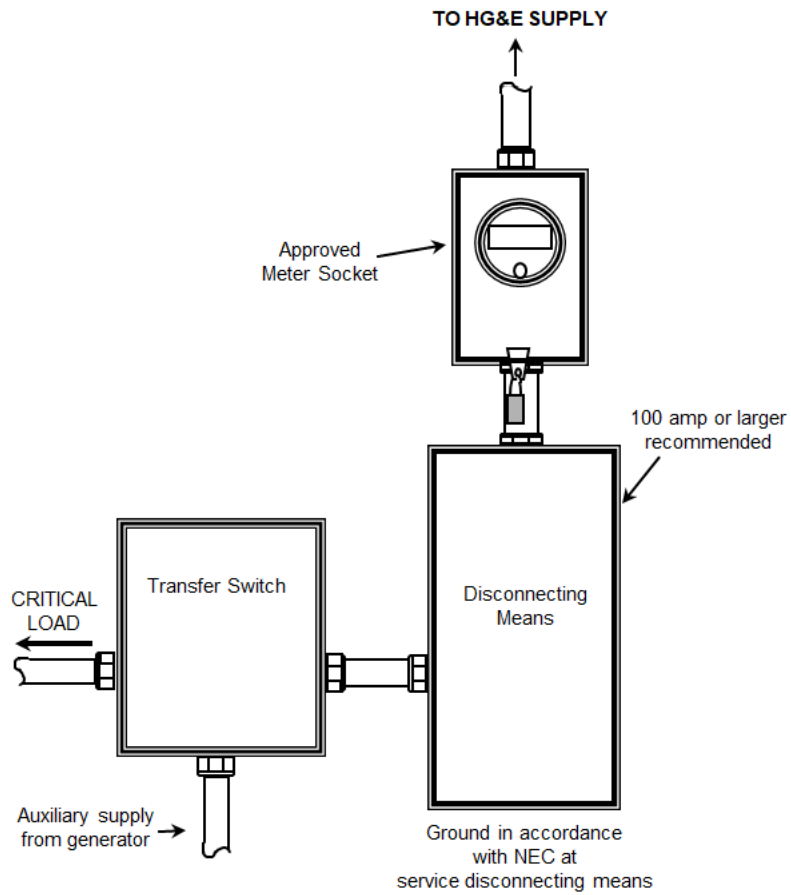 TO HG&E SUPPLY
Approved
Meter Socket
100 amp or larger
recommended
Transfer Switch
Disconnecting
Means
CRITICAL
LOAD
Auxiliary supply
from generator
Ground in accordance
with NEC at
service disconnecting means